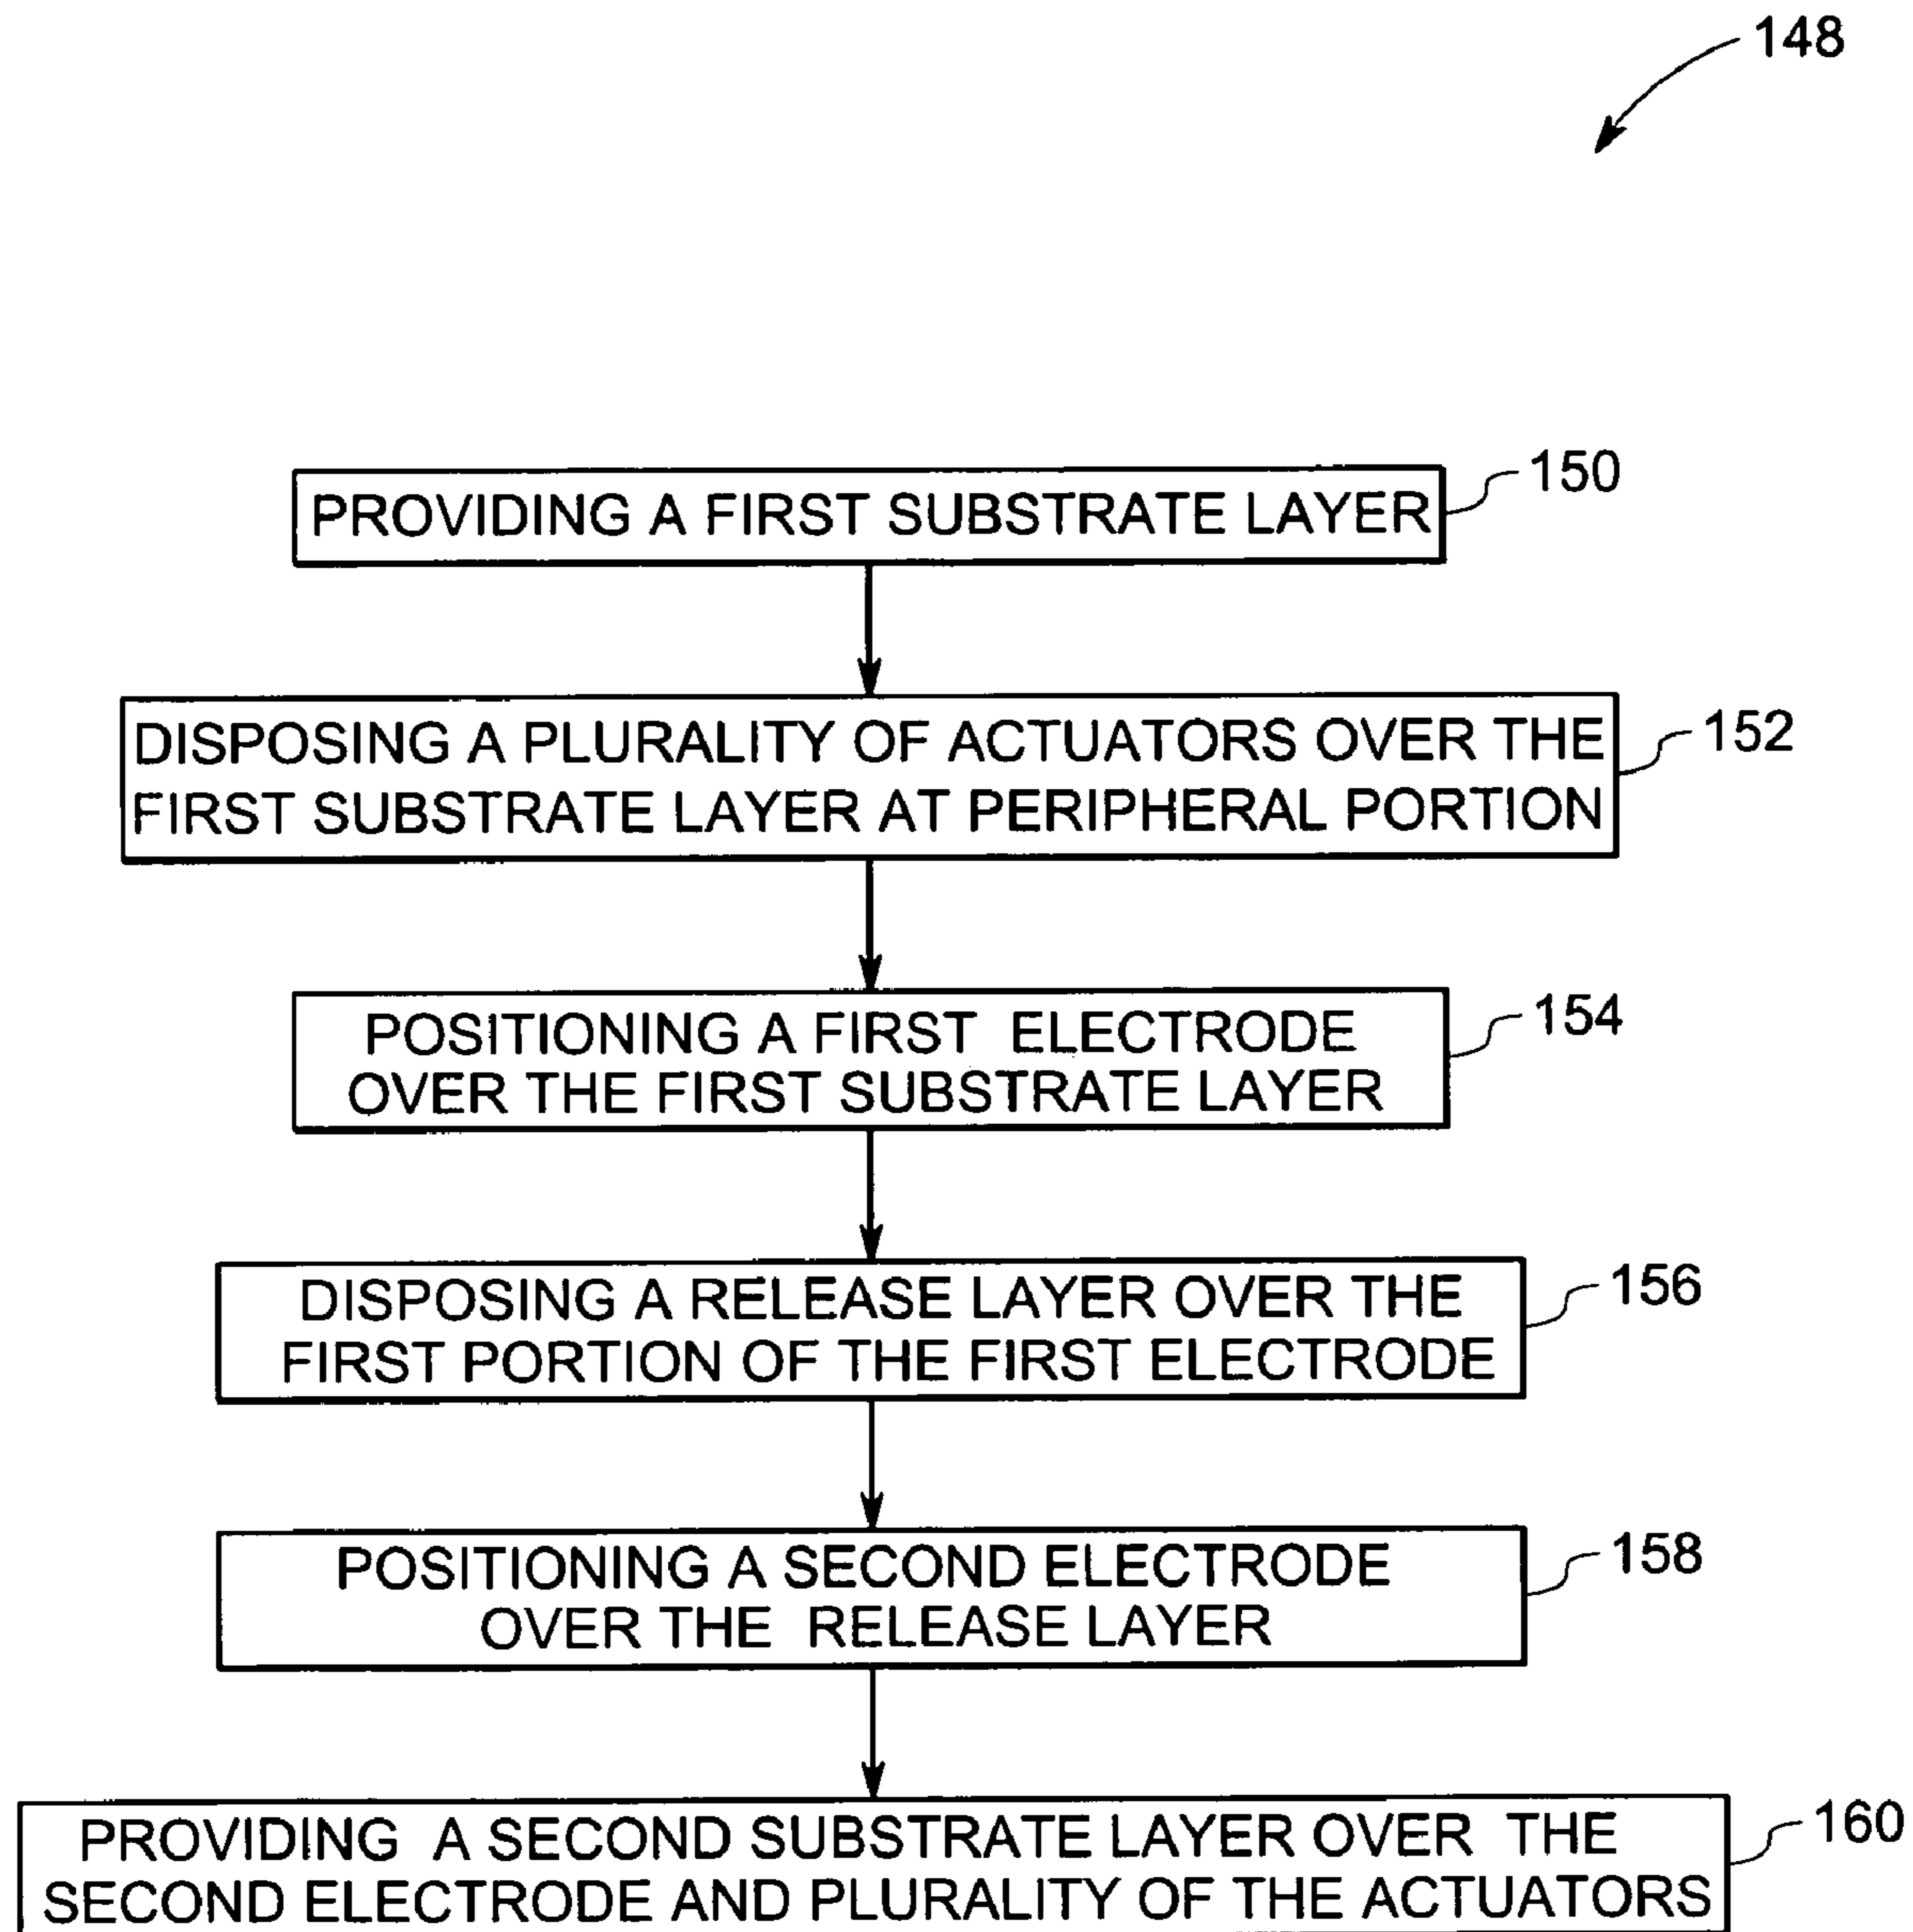 148
PROVIDING A FIRST SUBSTRATE LAYER
150
DISPOSING A PLURALITY OF ACTUATORS OVER THE
FIRST SUBSTRATE LAYER AT PERIPHERAL PORTION
152
POSITIONING A FIRST ELECTRODE
OVER THE FIRST SUBSTRATE LAYER
154
DISPOSING A RELEASE LAYER OVER THE
FIRST PORTION OF THE FIRST ELECTRODE
156
POSITIONING A SECOND ELECTRODE
OVER THE RELEASE LAYER
158
PROVIDING A SECOND SUBSTRATE LAYER OVER THE
SECOND ELECTRODE AND PLURALITY OF THE ACTUATORS
160